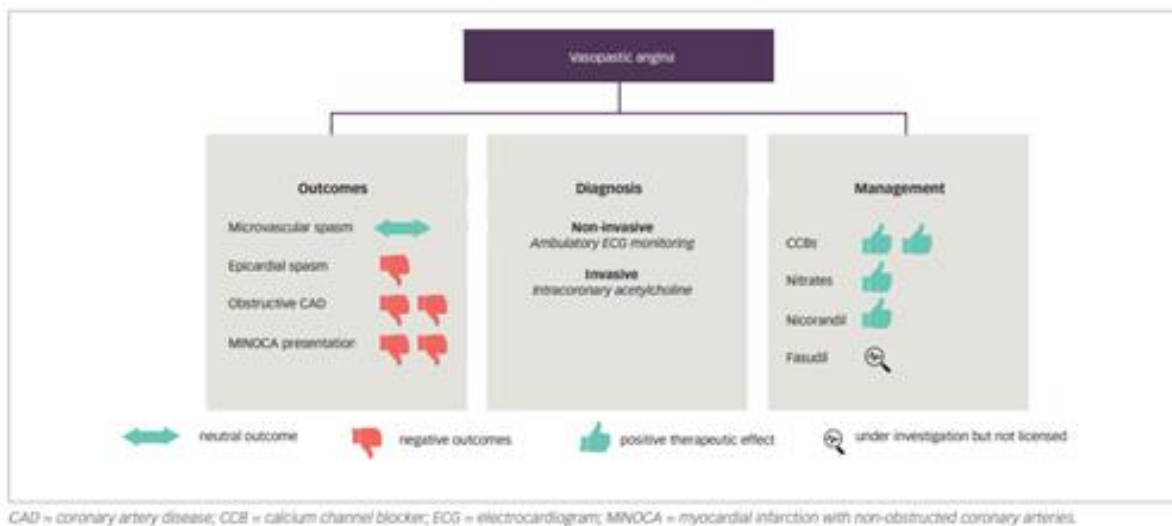 Vasopastic angina
Outcomes
Microvascular spasm
Epicardial spasm
Obstructive CAD
MINOCA presentation
Diagnosis
Non-invasive
Ambulatory ECG monitoring
Invasive
Intracoronary acetylcholine
Management
CCBs
Nitrates
Nicorandil
Fasudil
neutral outcome
negative outcomes
positive therapeutic effect
under investigation but not licensed
CAD = coronary artery disease; CCB = calcium channel blocker; ECG = electrocardiogram; MINOCA = myocardial infarction with non-obstructed coronary arteries.